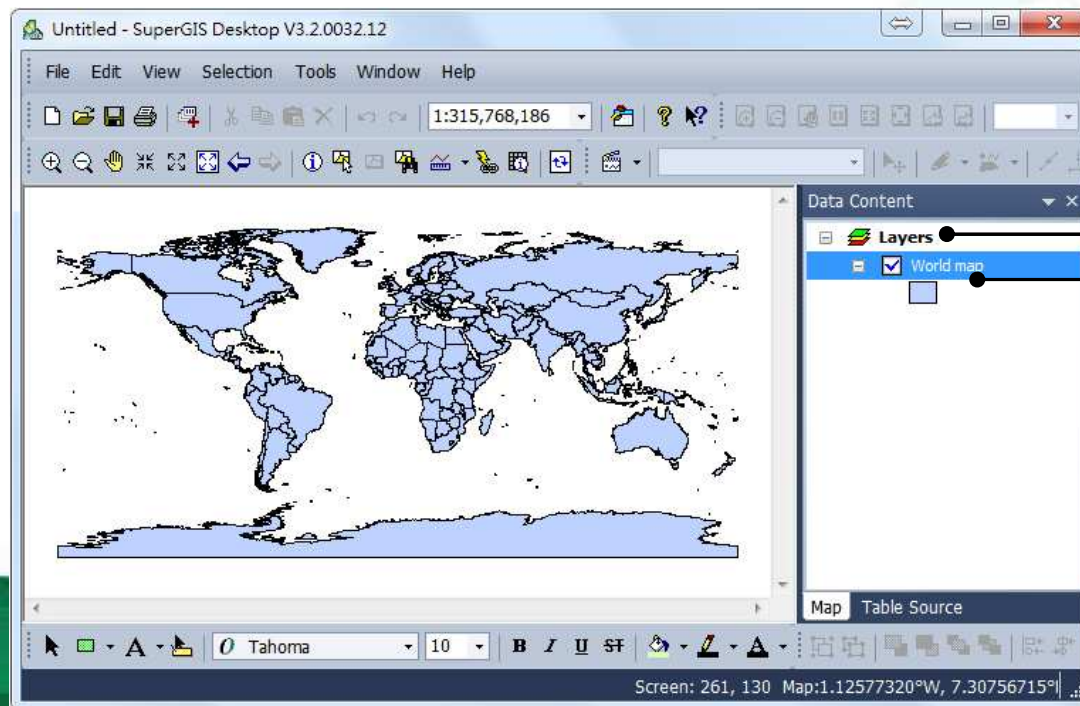 Untitled - SuperGIS Desktop V3.2.0032.12
File Edit View Selection Tools Window Help
1:315,768,186
Data Content
Layers
World map
Map Table Source
A O Tahoma 10 B I U ST A
Screen: 261, 130 Map:1.12577320°W, 7.30756715°